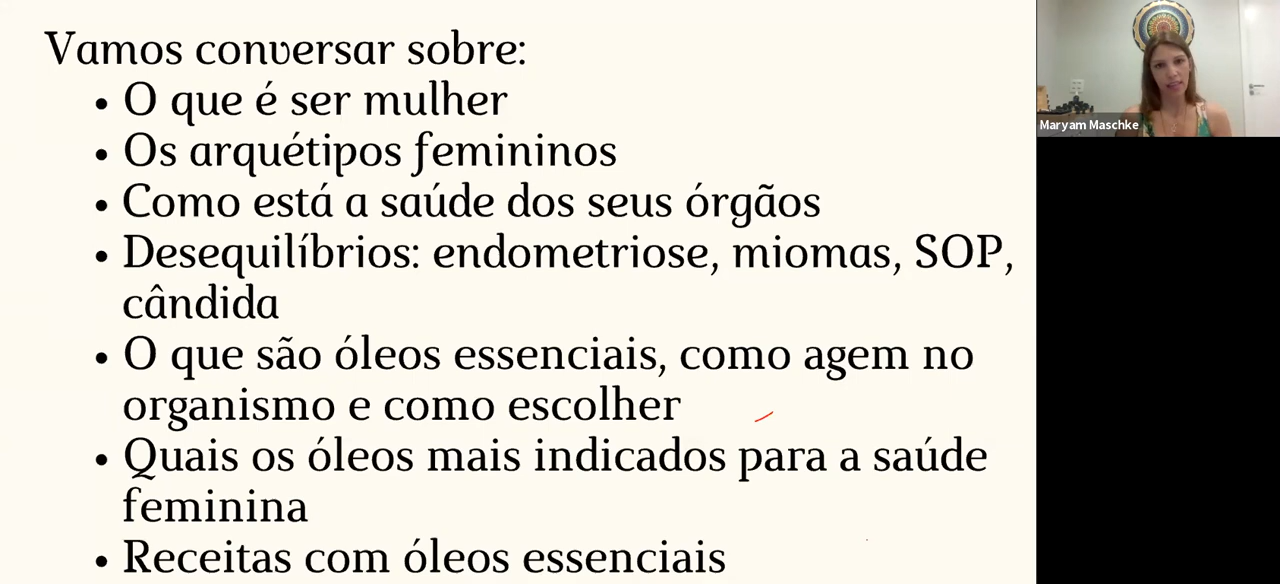 Vamos conversar sobre:
• O que é ser mulher
• Os arquétipos femininos
• Como está a saúde dos seus órgãos
• Desequilíbrios: endometriose, miomas, SOP,
cândida
• O que são óleos essenciais, como agem no
organismo e como escolher
• Quais os óleos mais indicados para a saúde
feminina
• Receitas com óleos essenciais
Maryam Maschke